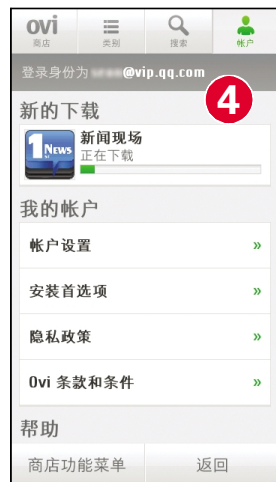 ovi
商店 类别 搜索 帐户
登录身份为 @vip.qq.com
4
新的下载
1 News
新闻现场
正在下载
我的帐户
帐户设置 »
安装首选项 »
隐私政策 »
Ovi 条款和条件 »
帮助
商店功能菜单 返回